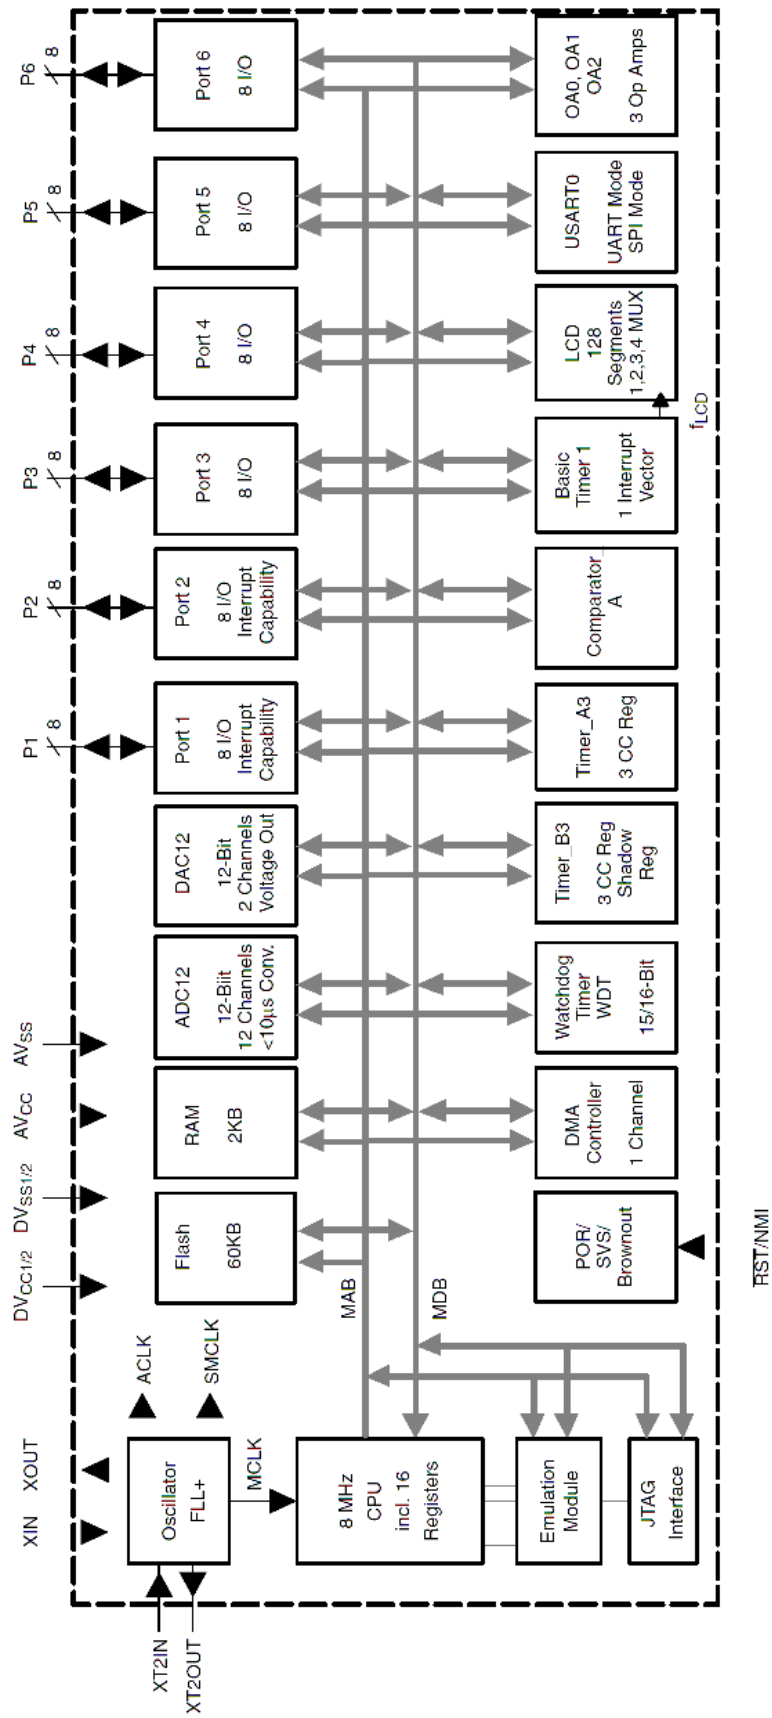 XIN
XOUT
DVCC1/2
DVSS1/2
AVCC
AVSS
P1
8
P2
8
P3
8
P4
8
P5
8
P6
8
XT2IN
XT2OUT
Oscillator
FLL+
ACLK
SMCLK
MCLK
Flash
60KB
RAM
2KB
ADC12
12-Biit
12 Channels
<10μs Conv.
DAC12
12-Bit
2 Channels
Voltage Out
Port 1
8 I/O
Interrupt
Capability
Port 2
8 I/O
Interrupt
Capability
Port 3
8 I/O
Port 4
8 I/O
Port 5
8 I/O
Port 6
8 I/O
8 MHz
CPU
incl. 16
Registers
MAB
MDB
Emulation
Module
JTAG
Interface
POR/
SVS/
Brownout
DMA
Controller
1 Channel
Watchdog
Timer
WDT
15/16-Bit
Timer_B3
3 CC Reg
Shadow
Reg
Timer_A3
3 CC Reg
Comparator_
A
Basic
Timer 1
1 Interrupt
Vector
LCD
128
Segments
1,2,3,4 MUX
USART0
UART Mode
SPI Mode
OA0, OA1
OA2
3 Op Amps
fLCD
RST/NMI